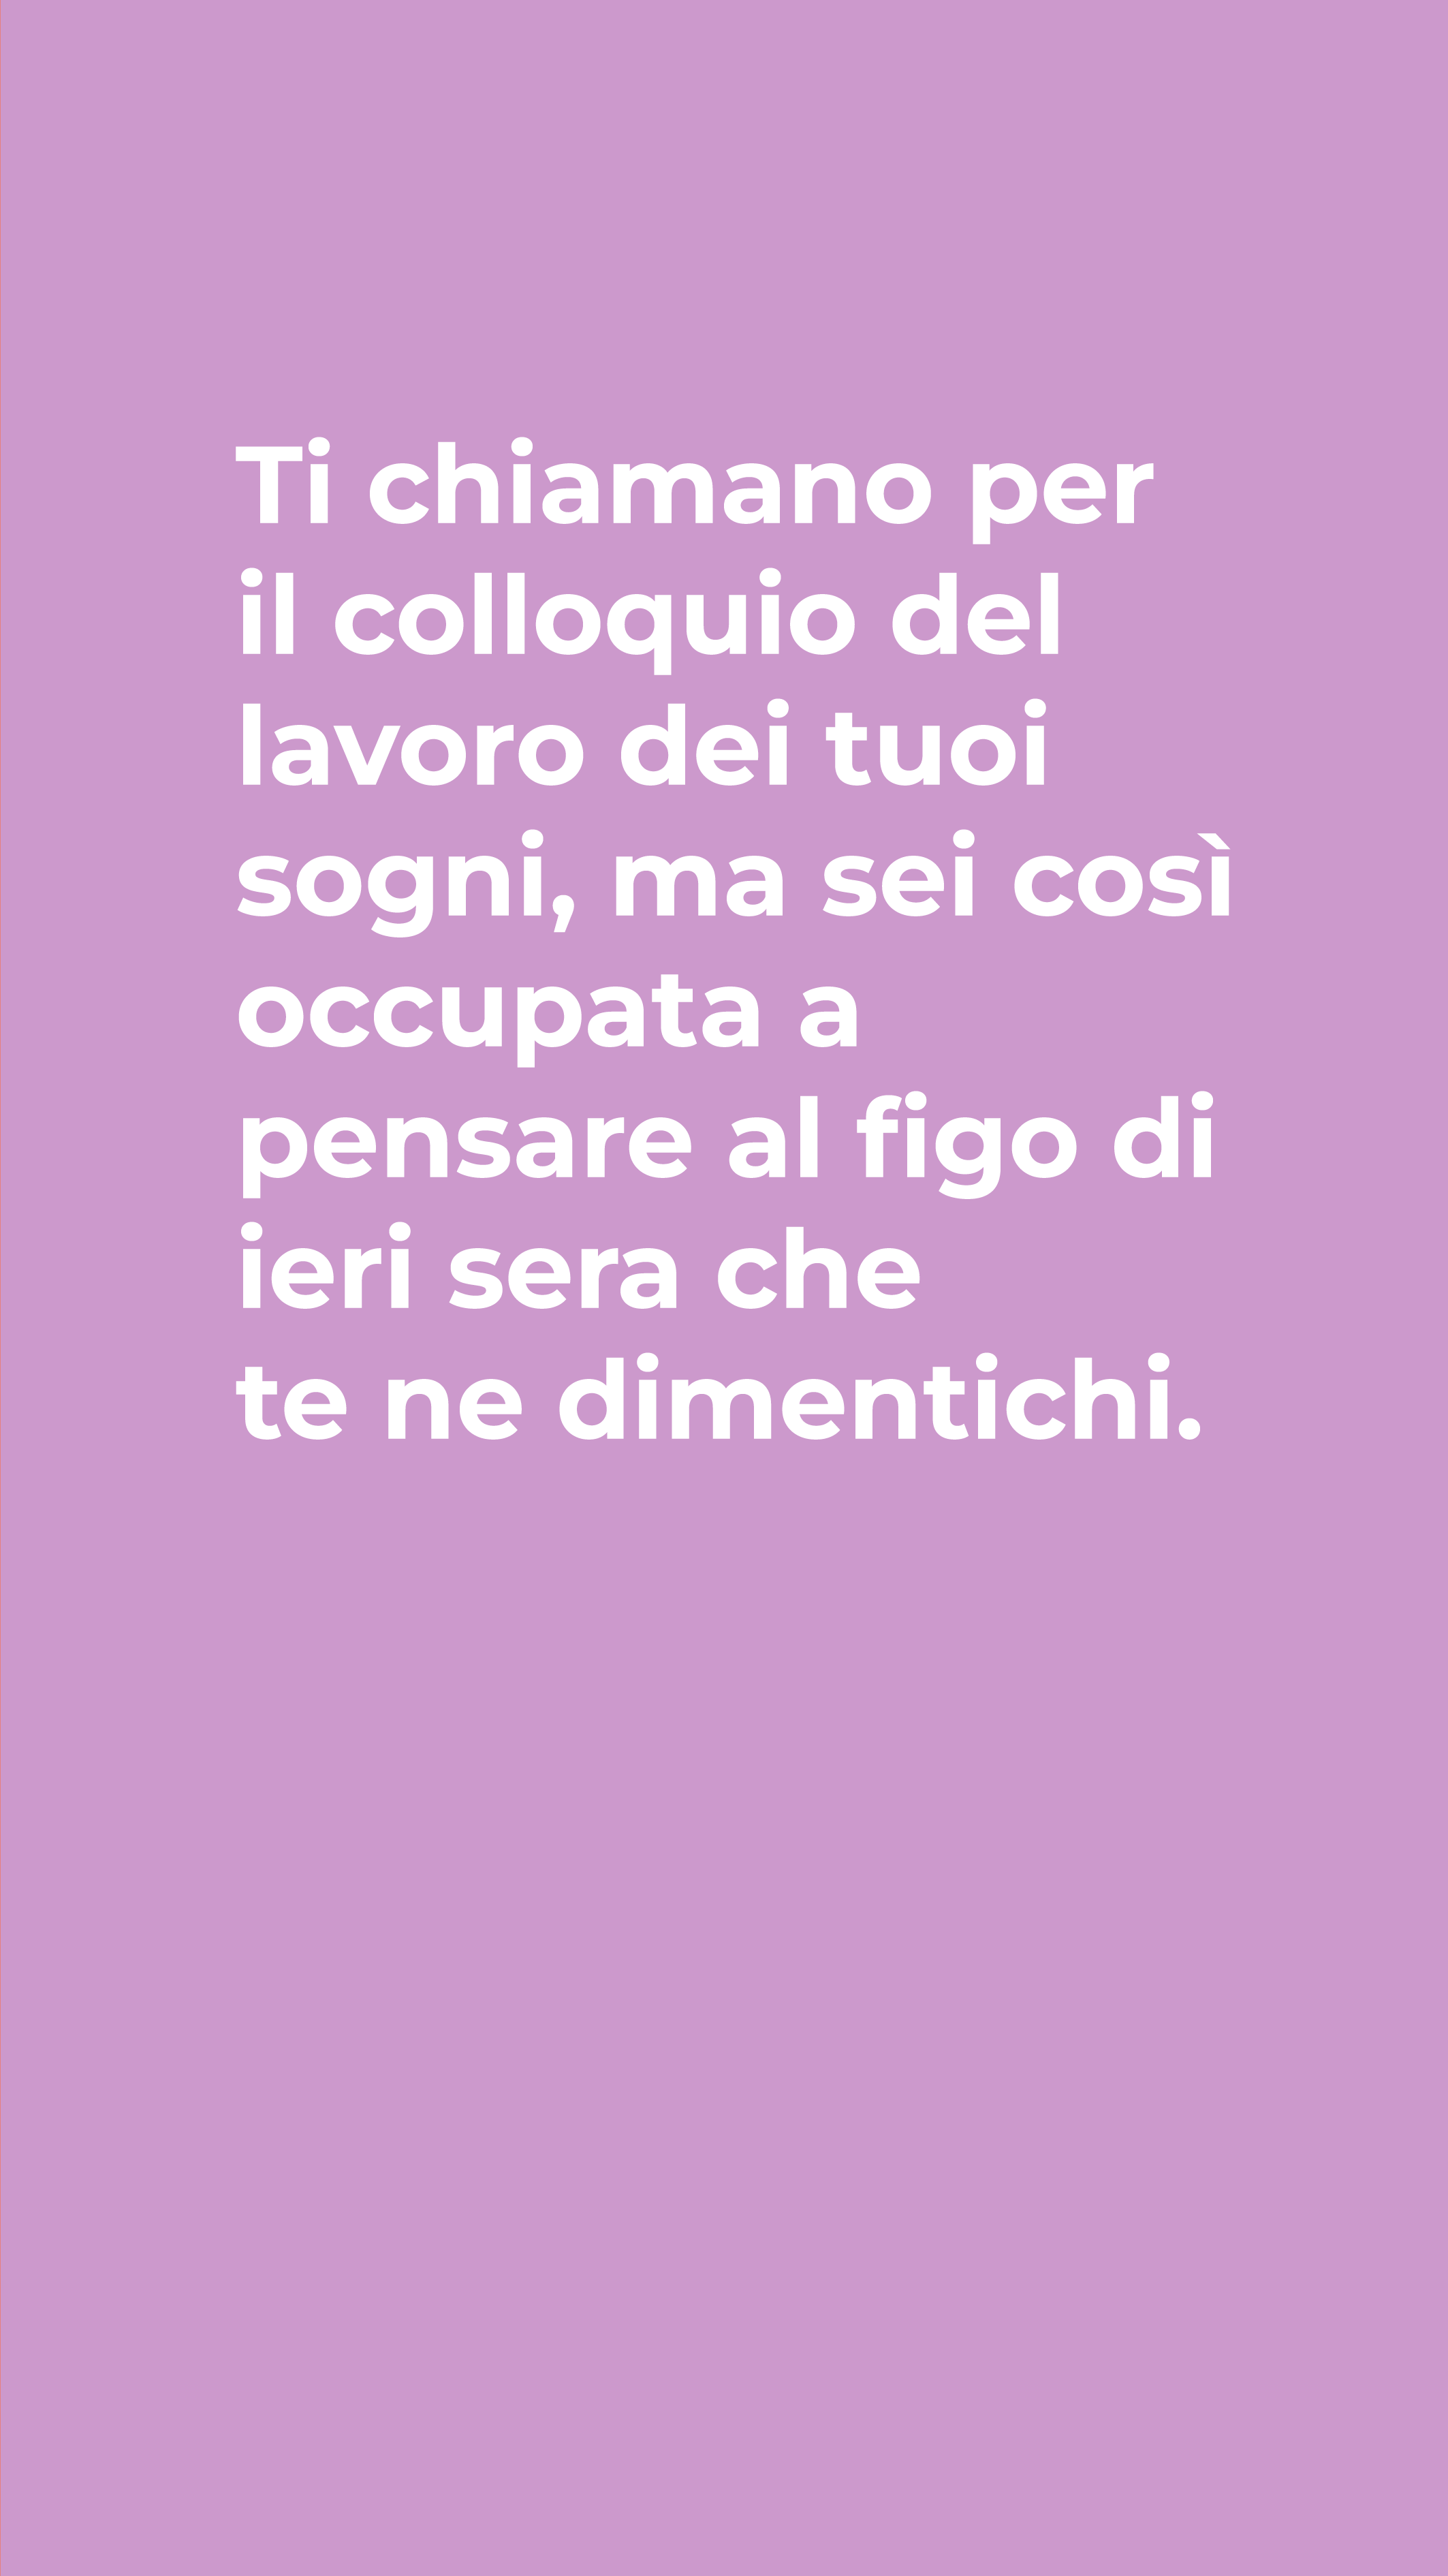 Ti chiamano per
il colloquio del
lavoro dei tuoi
sogni, ma sei così
occupata a
pensare al figo di
ieri sera che
te ne dimentichi.